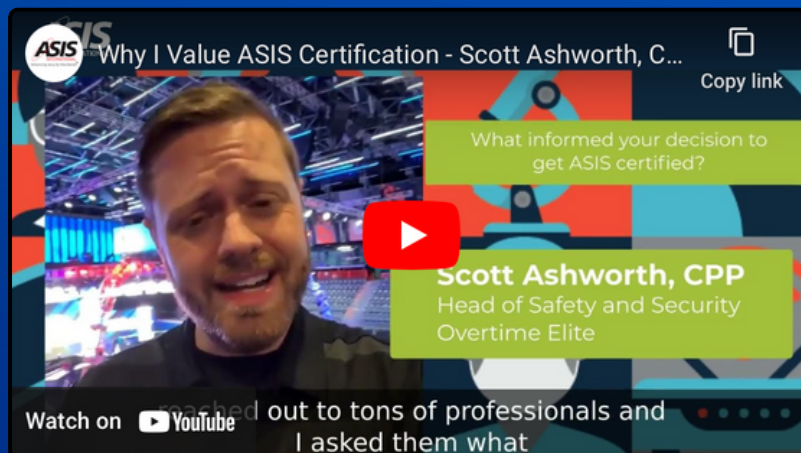 ASIS
Why I Value ASIS Certification - Scott Ashworth, C...
Copy link
What informed your decision to
get ASIS certified?
Scott Ashworth, CPP
Head of Safety and Security
Overtime Elite
reached out to tons of professionals and
I asked them what
Watch on YouTube